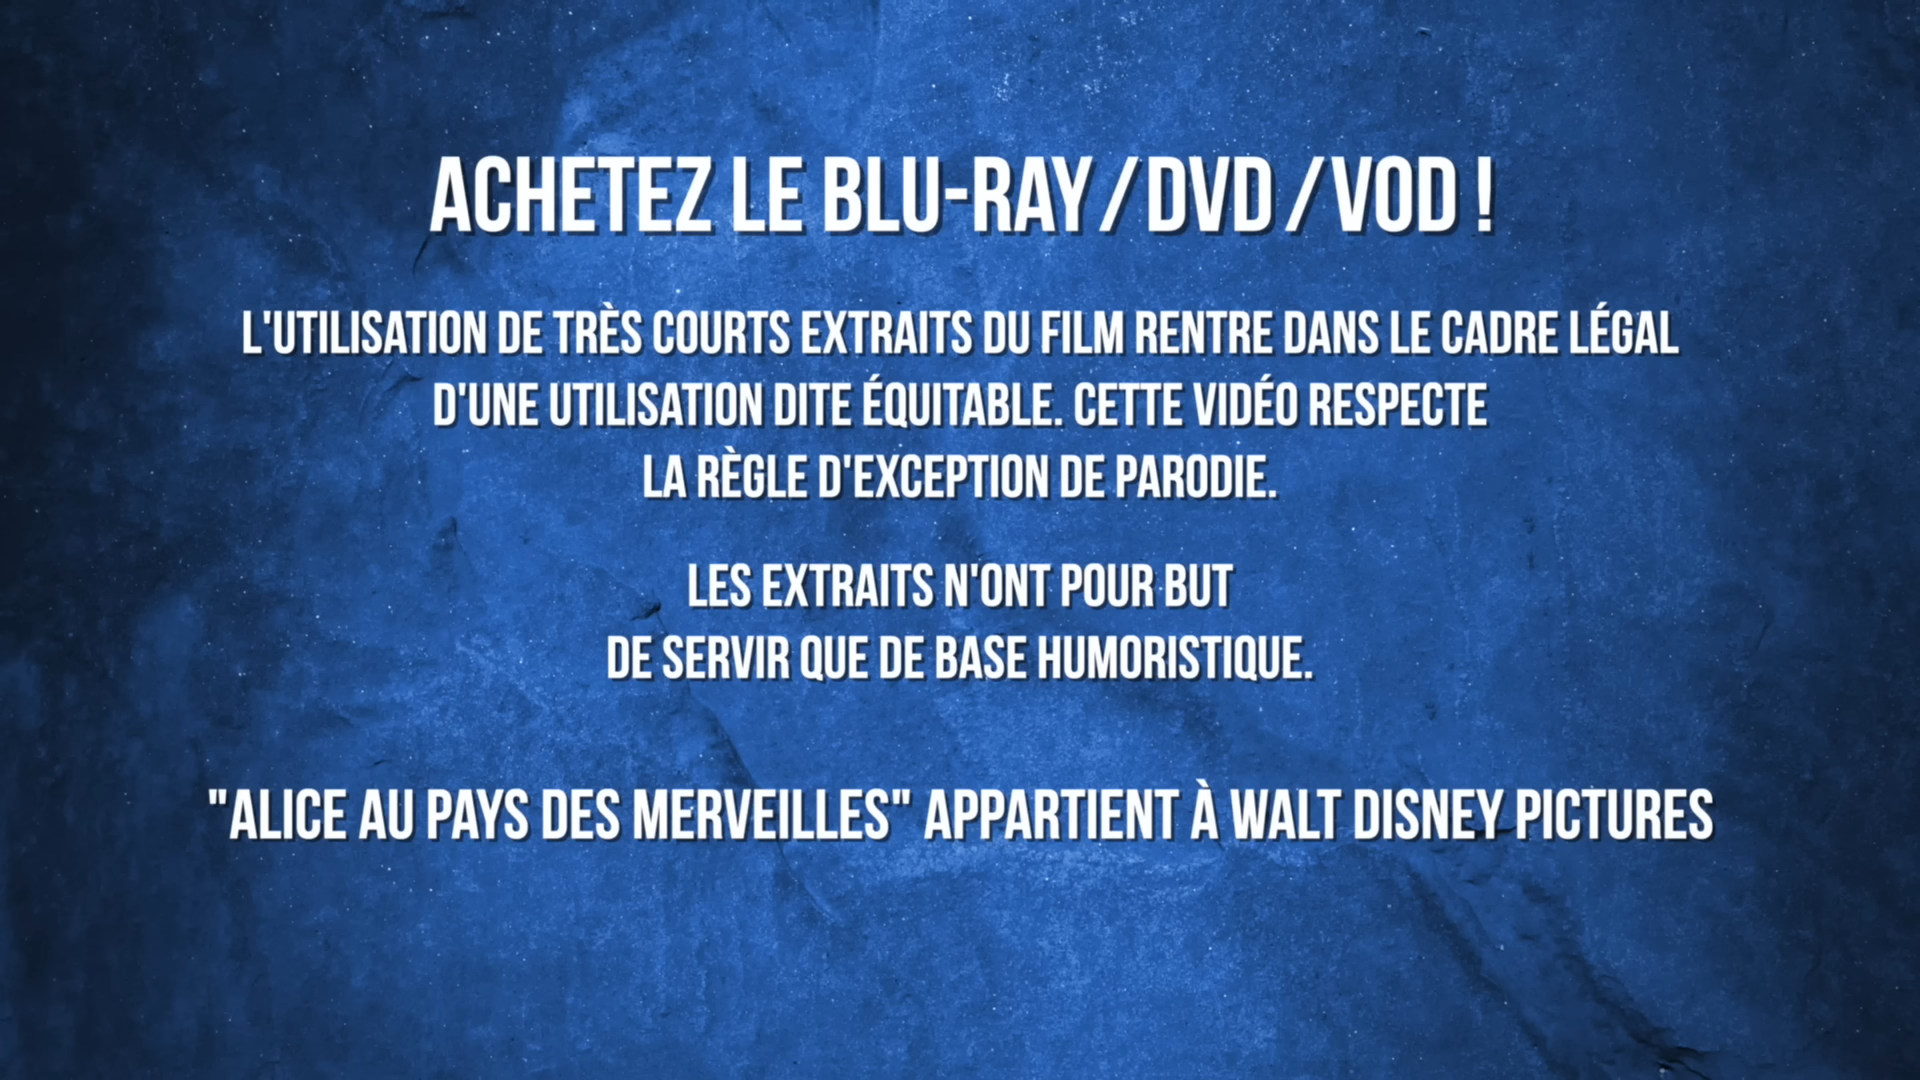 ACHETEZ LE BLU-RAY/DVD/VOD !
L'UTILISATION DE TRÈS COURTS EXTRAITS DU FILM RENTRE DANS LE CADRE LÉGAL
D'UNE UTILISATION DITE ÉQUITABLE. CETTE VIDÉO RESPECTE
LA RÈGLE D'EXCEPTION DE PARODIE.
LES EXTRAITS N'ONT POUR BUT
DE SERVIR QUE DE BASE HUMORISTIQUE.
"ALICE AU PAYS DES MERVEILLES" APPARTIENT À WALT DISNEY PICTURES